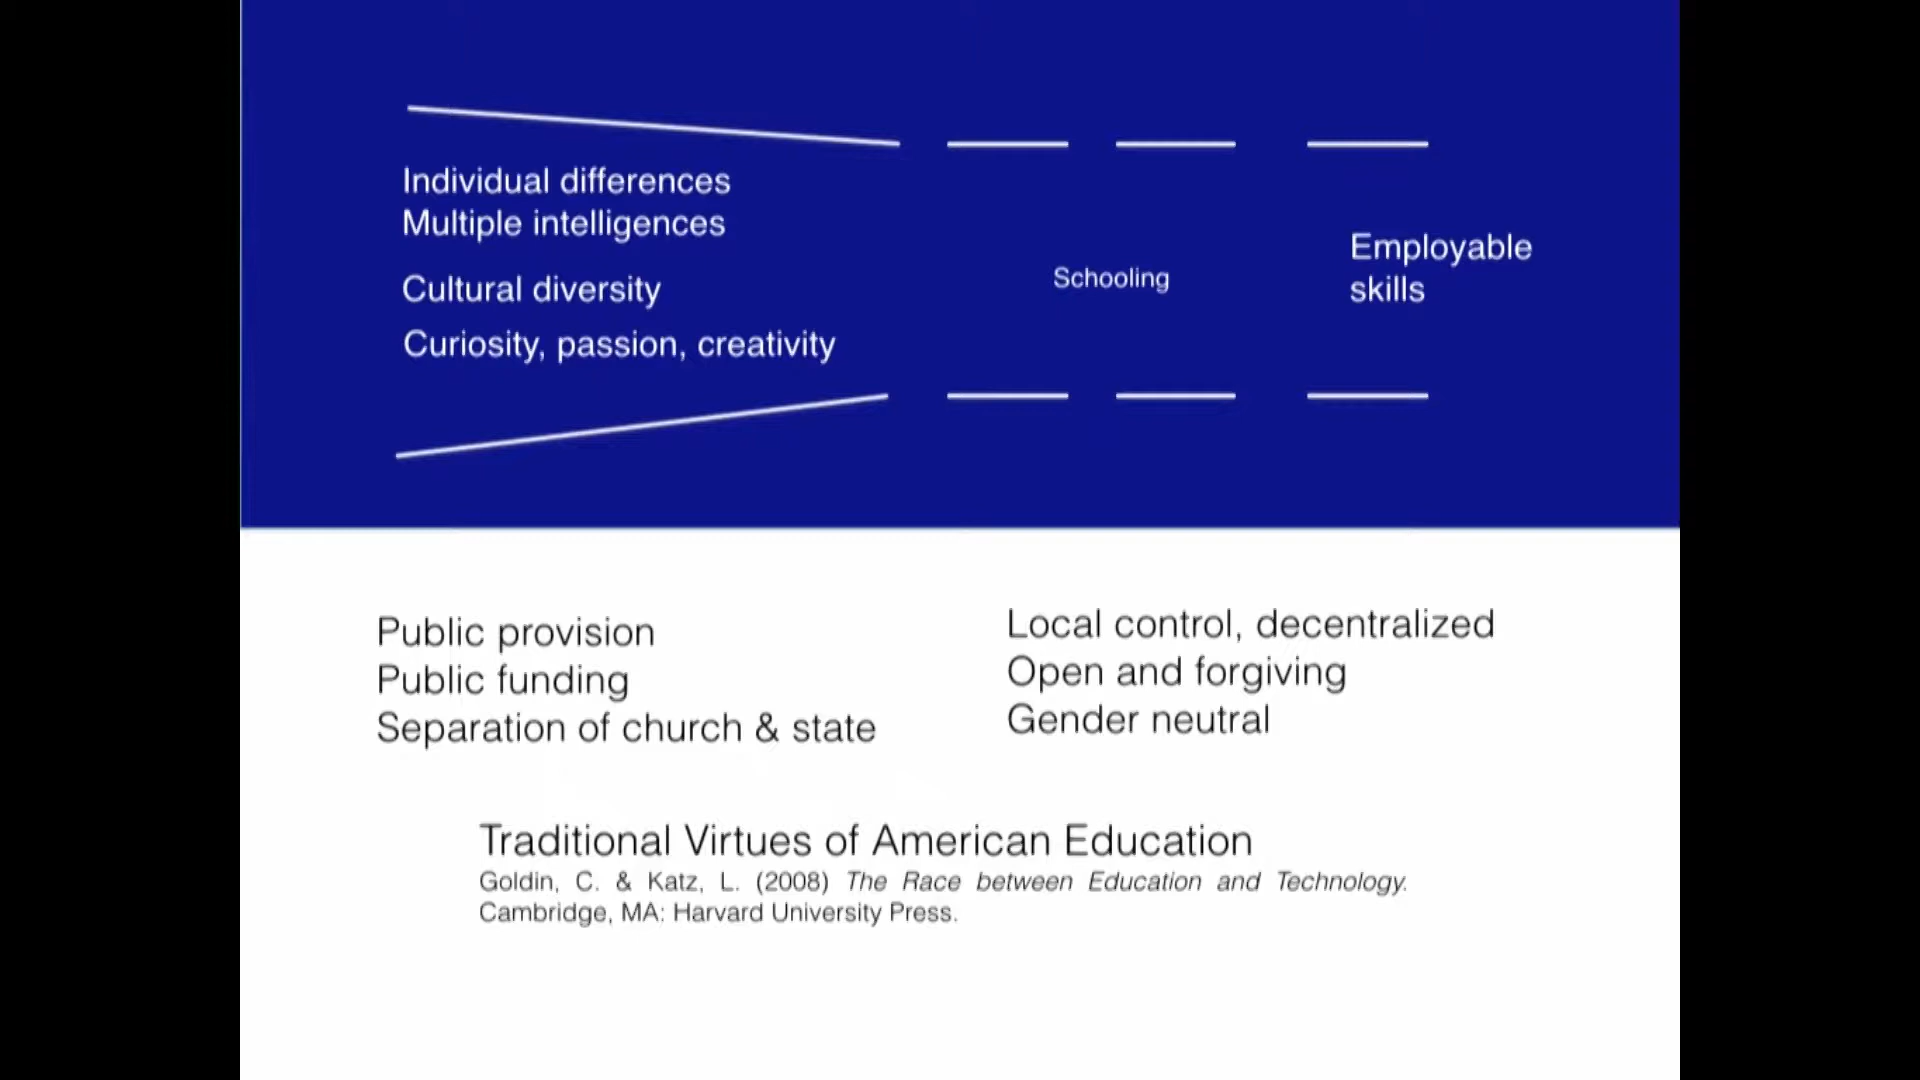 Individual differences
Multiple intelligences
Cultural diversity
Curiosity, passion, creativity
Schooling
Employable
skills
Public provision
Public funding
Separation of church & state
Local control, decentralized
Open and forgiving
Gender neutral
Traditional Virtues of American Education
Goldin, C. & Katz, L. (2008) The Race between Education and Technology.
Cambridge, MA: Harvard University Press.